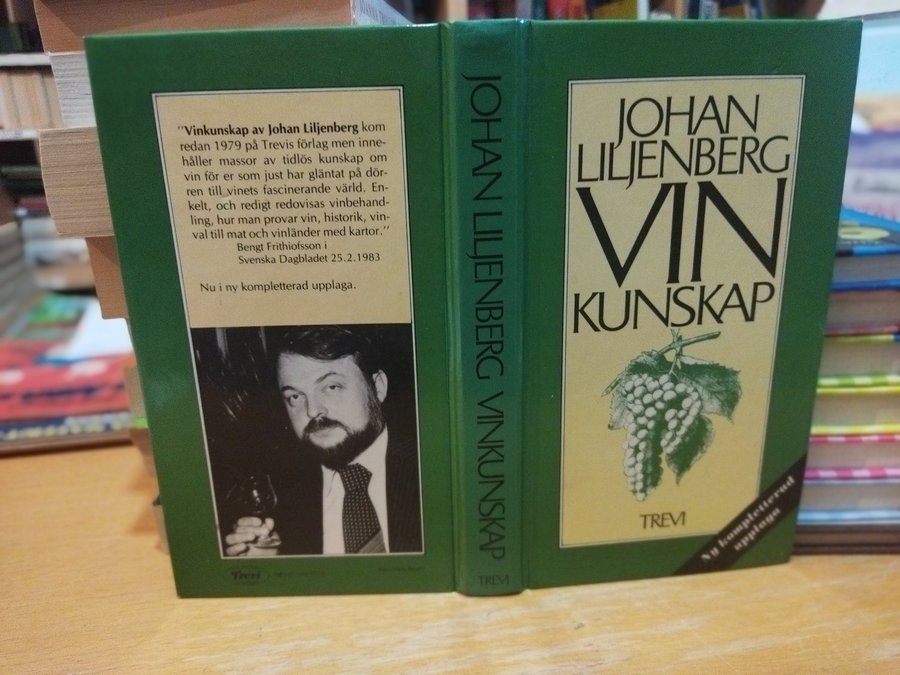 "Vinkunskap av Johan Liljenberg kom
redan 1979 på Trevis förlag men inne-
håller massor av tidlös kunskap om
vin för er som just har gläntat på dör-
ren till vinets fascinerande värld. En-
kelt, och redigt redovisas vinbehand-
ling, hur man provar vin, historik, vin-
val till mat och vinländer med kartor."
Bengt Frithiofsson i
Svenska Dagbladet 25.2.1983
Nu i ny kompletterad upplaga.
Trevi
JOHAN LILJENBERG VINKUNSKAP
TREVI
JOHAN
LILJENBERG
VIN
KUNSKAP
TREVI
Ny kompletterad
upplaga